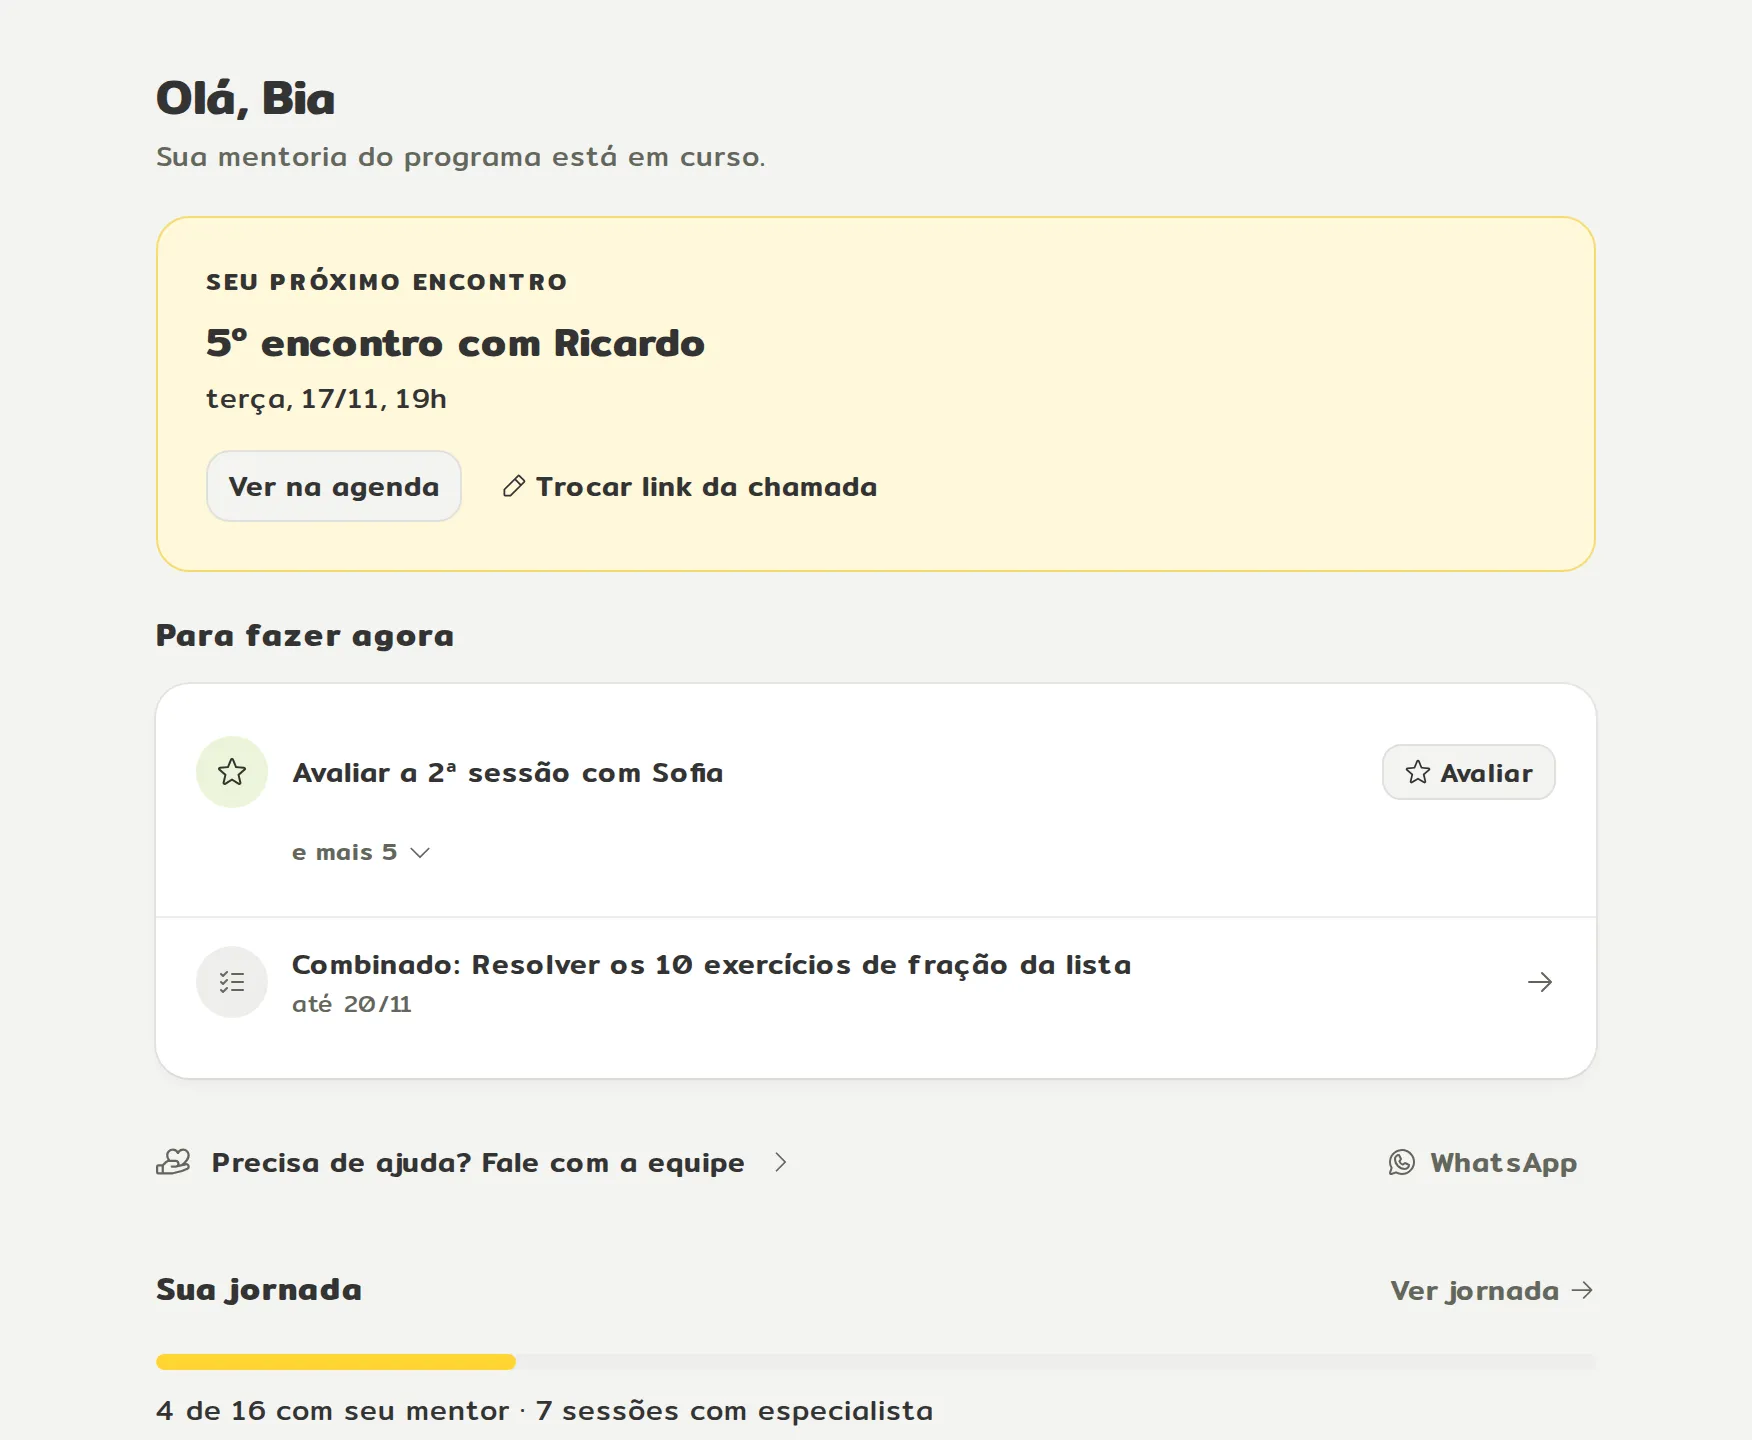 Olá, Bia
Sua mentoria do programa está em curso.
SEU PRÓXIMO ENCONTRO
5º encontro com Ricardo
terça, 17/11, 19h
Ver na agenda
Trocar link da chamada
Para fazer agora
Avaliar a 2ª sessão com Sofia
Avaliar
e mais 5
Combinado: Resolver os 10 exercícios de fração da lista
até 20/11
Precisa de ajuda? Fale com a equipe
WhatsApp
Sua jornada
Ver jornada
4 de 16 com seu mentor · 7 sessões com especialista